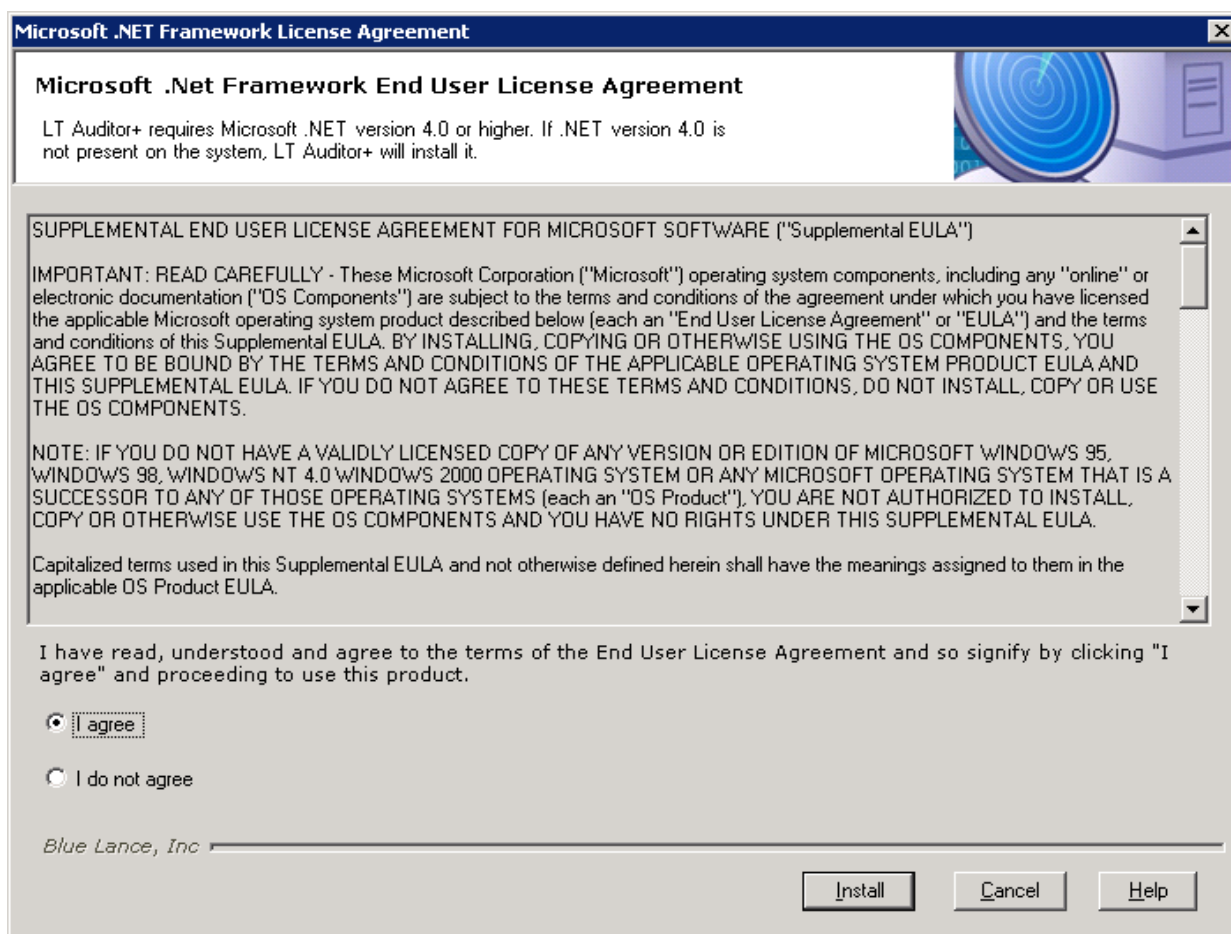 Microsoft .NET Framework License Agreement
Microsoft .Net Framework End User License Agreement
LT Auditor+ requires Microsoft .NET version 4.0 or higher. If .NET version 4.0 is
not present on the system, LT Auditor+ will install it.
SUPPLEMENTAL END USER LICENSE AGREEMENT FOR MICROSOFT SOFTWARE ("Supplemental EULA")
IMPORTANT: READ CAREFULLY - These Microsoft Corporation ("Microsoft") operating system components, including any "online" or
electronic documentation ("OS Components") are subject to the terms and conditions of the agreement under which you have licensed
the applicable Microsoft operating system product described below (each an "End User License Agreement" or "EULA") and the terms
and conditions of this Supplemental EULA. BY INSTALLING, COPYING OR OTHERWISE USING THE OS COMPONENTS, YOU
AGREE TO BE BOUND BY THE TERMS AND CONDITIONS OF THE APPLICABLE OPERATING SYSTEM PRODUCT EULA AND
THIS SUPPLEMENTAL EULA. IF YOU DO NOT AGREE TO THESE TERMS AND CONDITIONS, DO NOT INSTALL, COPY OR USE
THE OS COMPONENTS.
NOTE: IF YOU DO NOT HAVE A VALIDLY LICENSED COPY OF ANY VERSION OR EDITION OF MICROSOFT WINDOWS 95,
WINDOWS 98, WINDOWS NT 4.0 WINDOWS 2000 OPERATING SYSTEM OR ANY MICROSOFT OPERATING SYSTEM THAT IS A
SUCCESSOR TO ANY OF THOSE OPERATING SYSTEMS (each an "OS Product"), YOU ARE NOT AUTHORIZED TO INSTALL,
COPY OR OTHERWISE USE THE OS COMPONENTS AND YOU HAVE NO RIGHTS UNDER THIS SUPPLEMENTAL EULA.
Capitalized terms used in this Supplemental EULA and not otherwise defined herein shall have the meanings assigned to them in the
applicable OS Product EULA.
I have read, understood and agree to the terms of the End User License Agreement and so signify by clicking "I
agree" and proceeding to use this product.
I agree
I do not agree
Blue Lance, Inc
Install
Cancel
Help